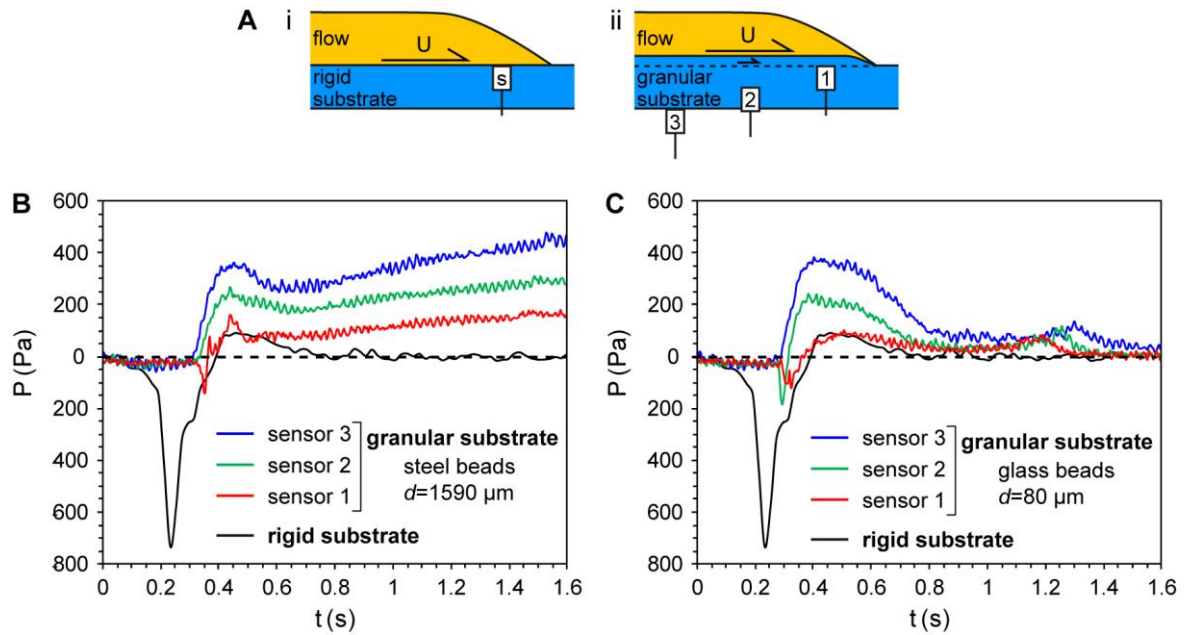 A i ii
flow U flow U
rigid substrate s granular substrate 1
2
3
B C
600 600
400 400
200 200
0 0
200 200
400 400
600 600
800 800
P (Pa) P (Pa)
sensor 3 granular substrate sensor 3 granular substrate
sensor 2 steel beads sensor 2 glass beads
sensor 1 d=1590 µm sensor 1 d=80 µm
rigid substrate rigid substrate
0 0.2 0.4 0.6 0.8 1 1.2 1.4 1.6 0 0.2 0.4 0.6 0.8 1 1.2 1.4 1.6
t (s) t (s)